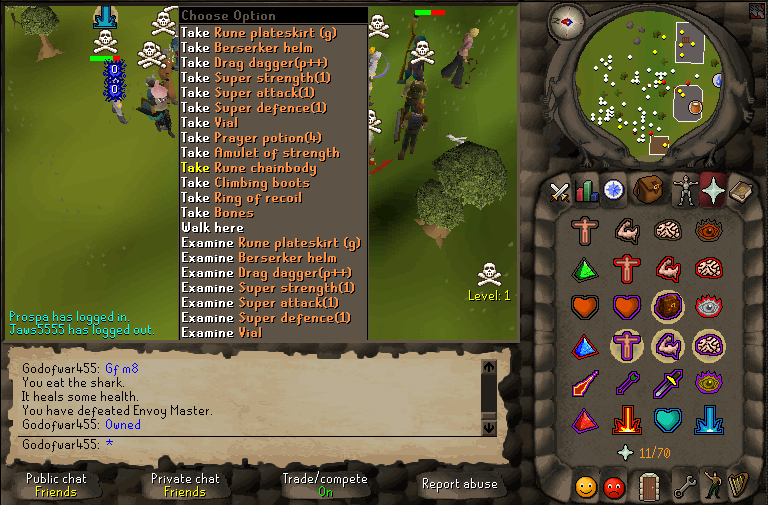 Choose Option
Take Rune plateskirt (g)
Take Berserker helm
Take Drag dagger(p++)
Take Super strength(1)
Take Super attack(1)
Take Super defence(1)
Take Vial
Take Prayer potion(4)
Take Amulet of strength
Take Rune chainbody
Take Climbing boots
Take Ring of recoil
Take Bones
Walk here
Examine Rune plateskirt (g)
Examine Berserker helm
Examine Drag dagger(p++)
Examine Super strength(1)
Examine Super attack(1)
Examine Super defence(1)
Examine Vial
0
0
Level: 1
Prospa has logged in.
Jaws5555 has logged out.
Godofwar455: Gf m8
You eat the shark.
It heals some health.
You have defeated Envoy Master.
Godofwar455: Owned
Godofwar455: *
11/70
Public chat
Friends
Private chat
Friends
Trade/compete
On
Report abuse